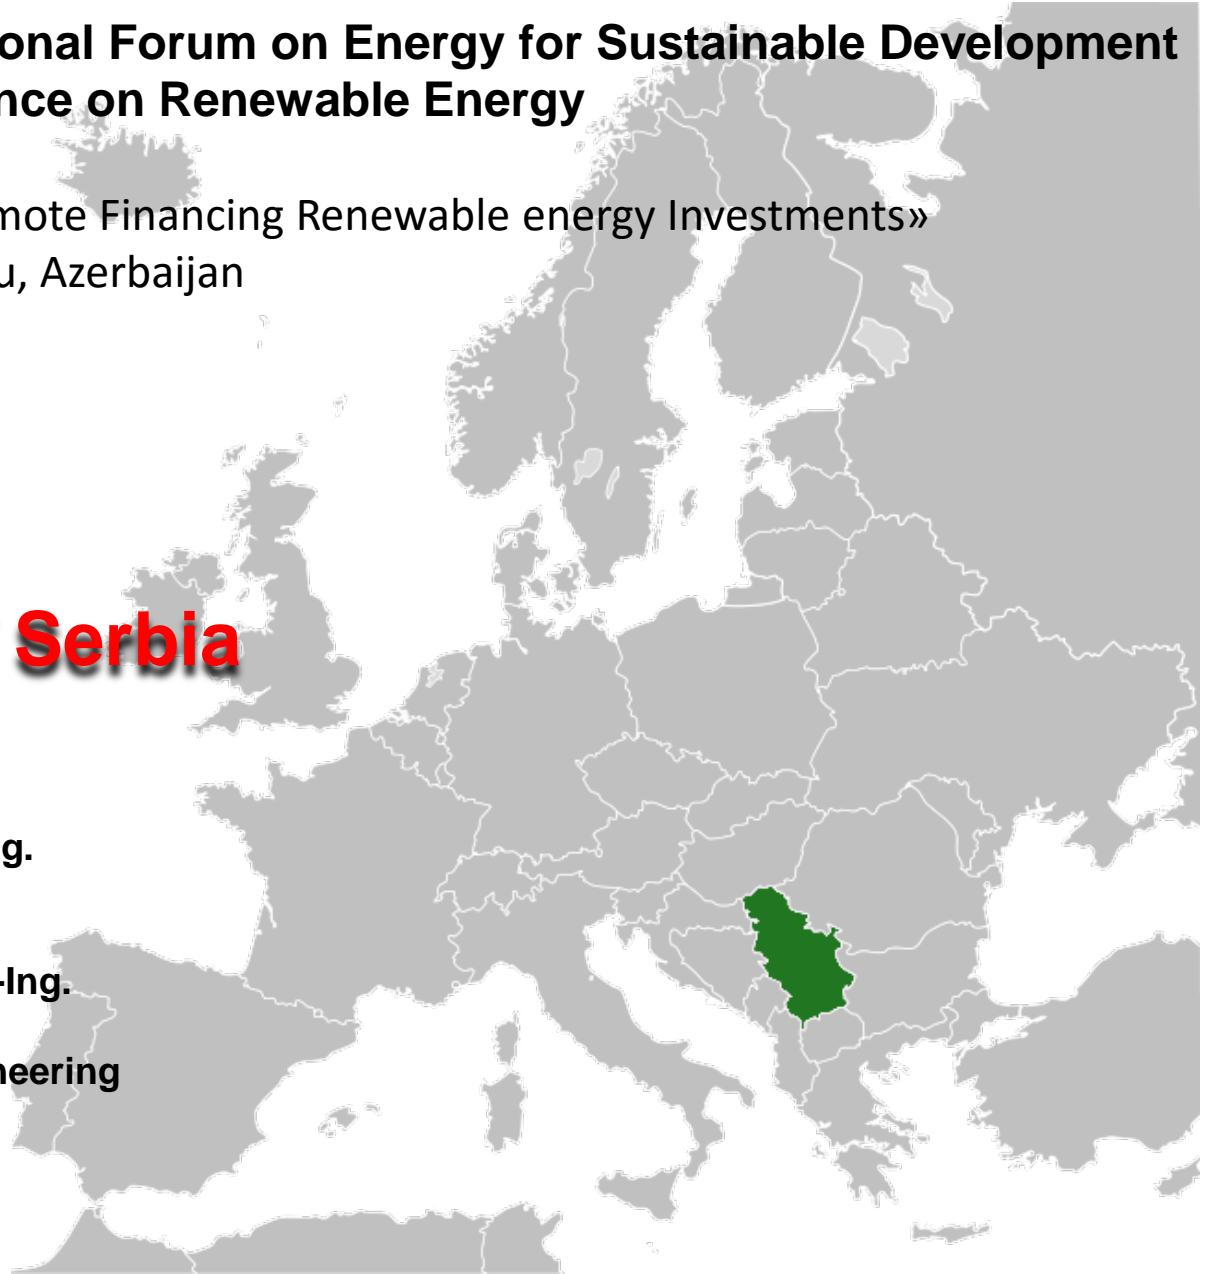 onal Forum on Energy for Sustainable Development
nce on Renewable Energy
mote Financing Renewable energy Investments»
u, Azerbaijan
Serbia
g.
-Ing.
neering